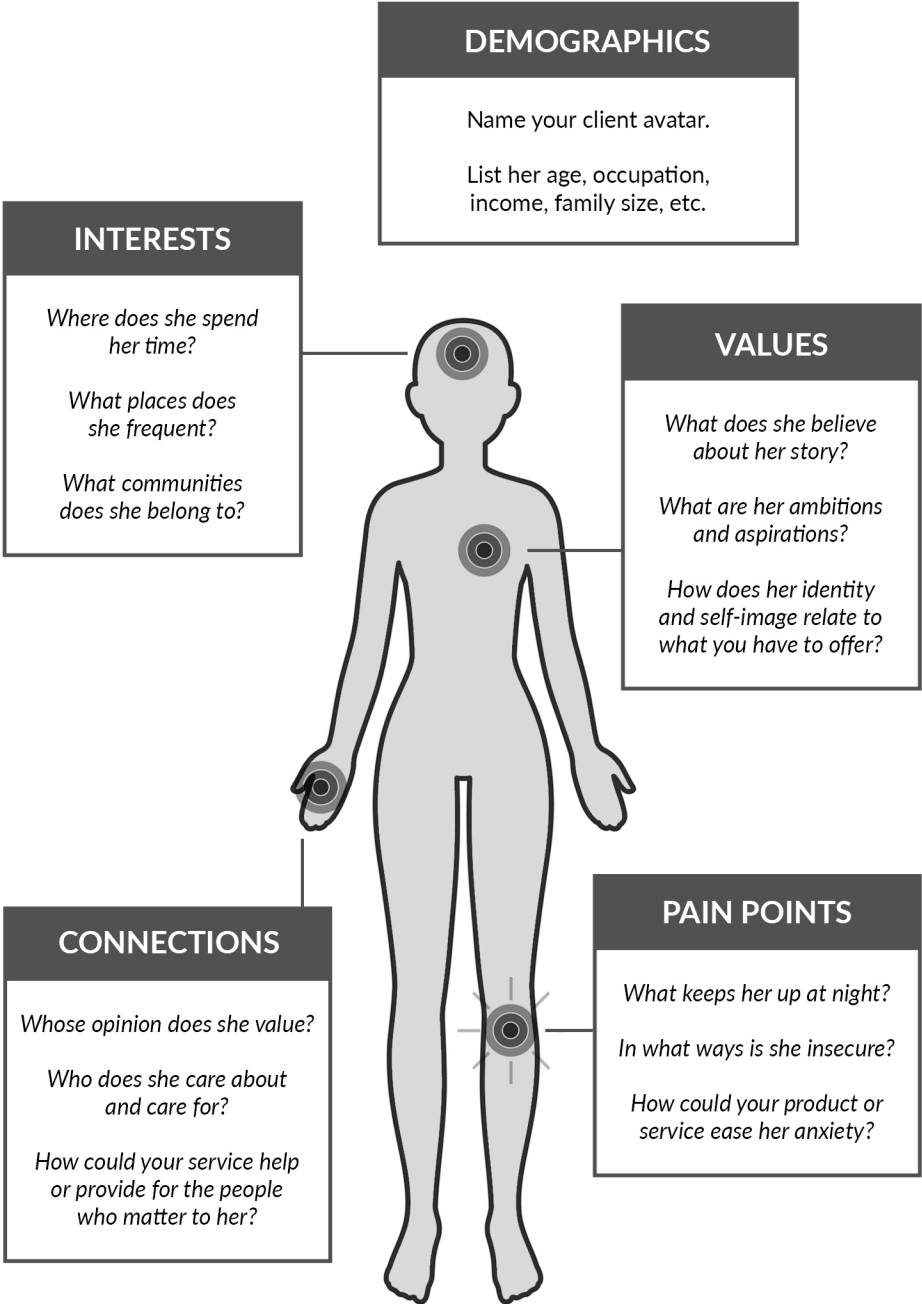 DEMOGRAPHICS
Name your client avatar.
List her age, occupation,
income, family size, etc.
INTERESTS
Where does she spend
her time?
What places does
she frequent?
What communities
does she belong to?
VALUES
What does she believe
about her story?
What are her ambitions
and aspirations?
How does her identity
and self-image relate to
what you have to offer?
CONNECTIONS
Whose opinion does she value?
Who does she care about
and care for?
How could your service help
or provide for the people
who matter to her?
PAIN POINTS
What keeps her up at night?
In what ways is she insecure?
How could your product or
service ease her anxiety?